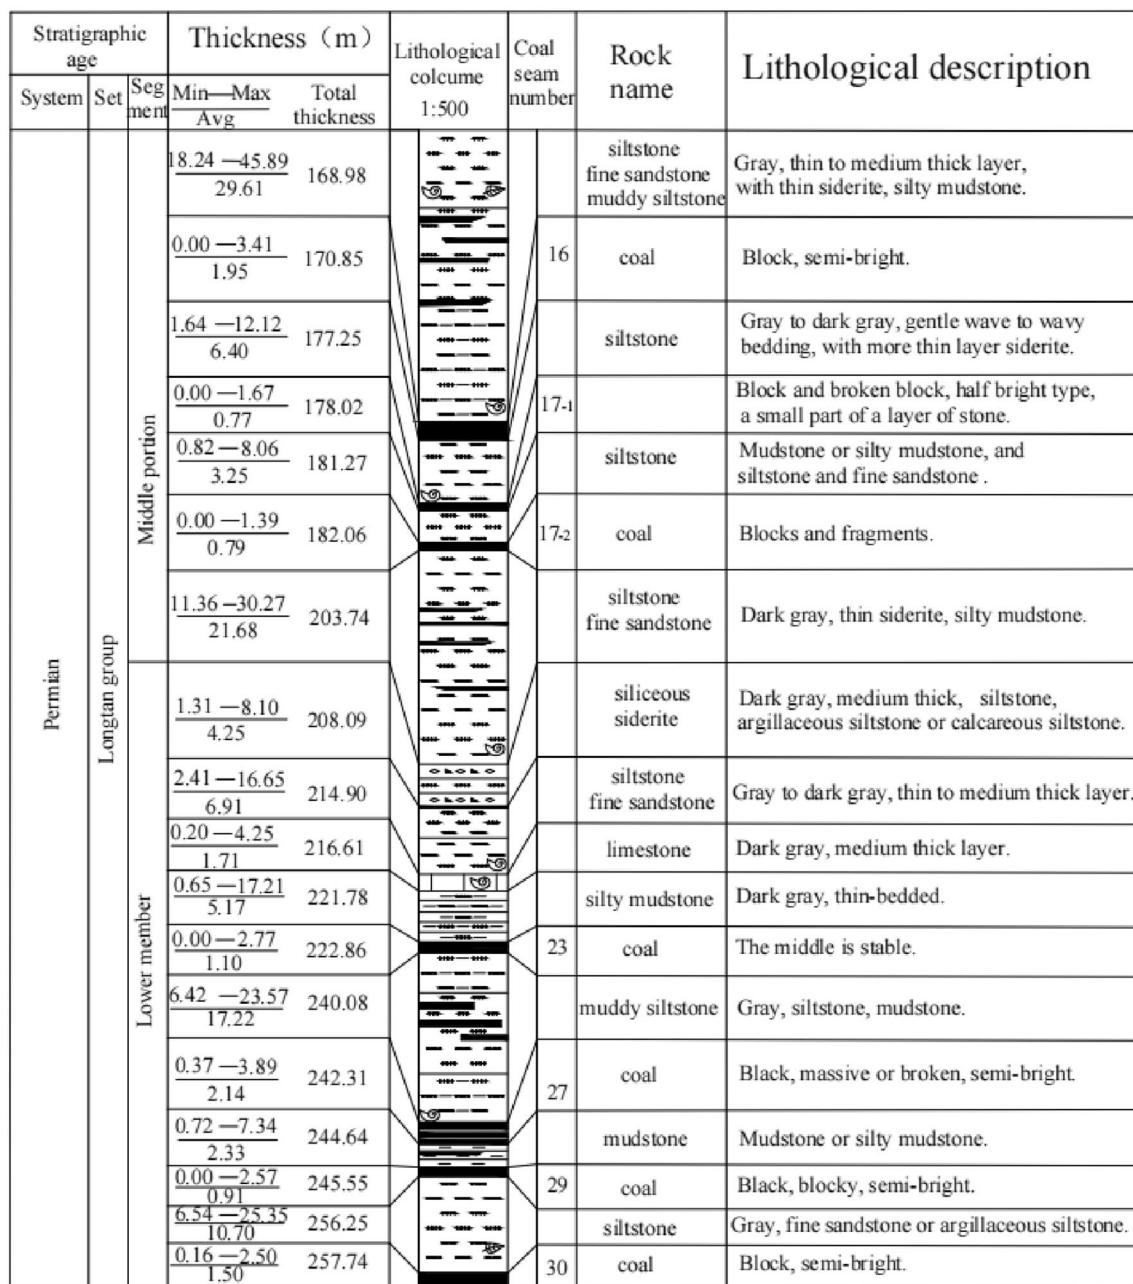 Stratigraphic age
Thickness（m）
Lithological colcume 1:500
Coal seam number
Rock name
Lithological description
System
Set
Seg ment
Min—Max
Avg
Total thickness
Permian
Longtan group
Middle portion
18.24 —45.89
29.61
168.98
siltstone
fine sandstone
muddy siltstone
Gray, thin to medium thick layer,
with thin siderite, silty mudstone.
0.00 —3.41
1.95
170.85
16
coal
Block, semi-bright.
1.64 —12.12
6.40
177.25
siltstone
Gray to dark gray, gentle wave to wavy
bedding, with more thin layer siderite.
0.00 —1.67
0.77
178.02
17-1
Block and broken block, half bright type,
a small part of a layer of stone.
0.82 —8.06
3.25
181.27
siltstone
Mudstone or silty mudstone, and
siltstone and fine sandstone .
0.00 —1.39
0.79
182.06
17-2
coal
Blocks and fragments.
11.36 —30.27
21.68
203.74
siltstone
fine sandstone
Dark gray, thin siderite, silty mudstone.
Lower member
1.31 —8.10
4.25
208.09
siliceous
siderite
Dark gray, medium thick, siltstone,
argillaceous siltstone or calcareous siltstone.
2.41 —16.65
6.91
214.90
siltstone
fine sandstone
Gray to dark gray, thin to medium thick layer.
0.20 —4.25
1.71
216.61
limestone
Dark gray, medium thick layer.
0.65 —17.21
5.17
221.78
silty mudstone
Dark gray, thin-bedded.
0.00 —2.77
1.10
222.86
23
coal
The middle is stable.
6.42 —23.57
17.22
240.08
muddy siltstone
Gray, siltstone, mudstone.
0.37 —3.89
2.14
242.31
27
coal
Black, massive or broken, semi-bright.
0.72 —7.34
2.33
244.64
mudstone
Mudstone or silty mudstone.
0.00 —2.57
0.91
245.55
29
coal
Black, blocky, semi-bright.
6.54 —25.35
10.70
256.25
siltstone
Gray, fine sandstone or argillaceous siltstone.
0.16 —2.50
1.50
257.74
30
coal
Block, semi-bright.